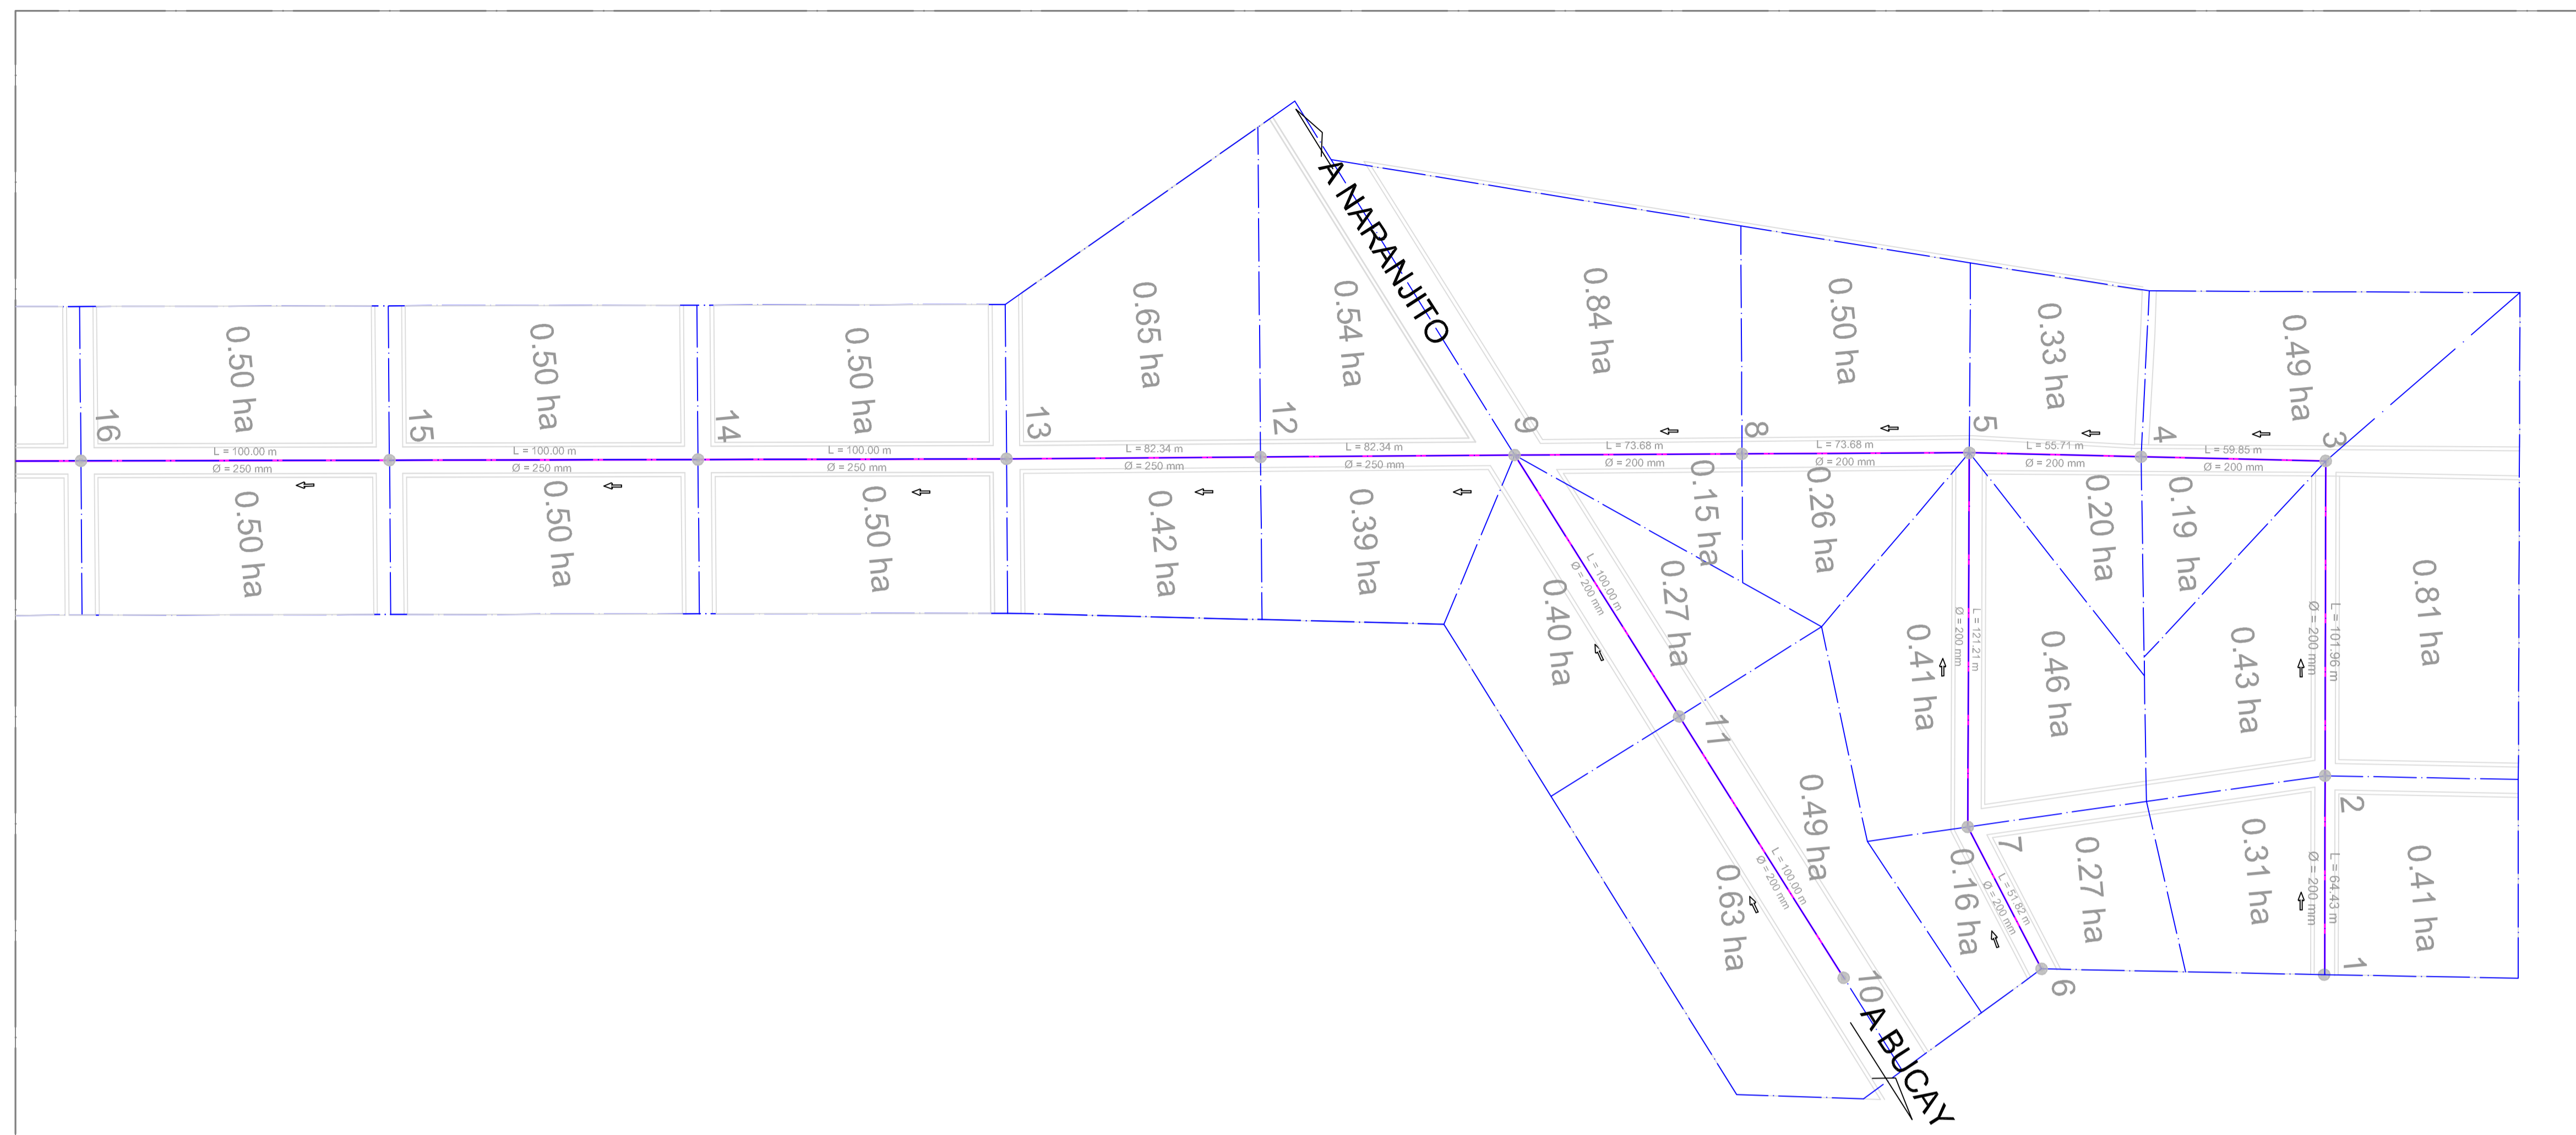 A NARANJITO
0.65 ha
0.54 ha
0.84 ha
0.50 ha
0.33 ha
0.49 ha
0.50 ha
0.50 ha
0.50 ha
16
15
14
13
12
9
8
5
4
3
L = 100.00 m
Ø = 250 mm
L = 100.00 m
Ø = 250 mm
L = 100.00 m
Ø = 250 mm
L = 82.34 m
Ø = 250 mm
L = 82.34 m
Ø = 250 mm
L = 73.68 m
Ø = 200 mm
L = 73.68 m
Ø = 200 mm
L = 55.71 m
Ø = 200 mm
L = 59.85 m
Ø = 200 mm
0.50 ha
0.50 ha
0.50 ha
0.42 ha
0.39 ha
0.15 ha
0.26 ha
0.20 ha
0.19 ha
L = 100.00 m
Ø = 200 mm
0.40 ha
0.27 ha
0.41 ha
Ø = 200 mm
L = 121.21 m
0.46 ha
0.43 ha
Ø = 200 mm
L = 101.96 m
0.81 ha
11
2
7
0.49 ha
L = 100.00 m
Ø = 200 mm
0.63 ha
0.16 ha
L = 51.82 m
Ø = 200 mm
0.27 ha
0.31 ha
Ø = 200 mm
L = 64.43 m
0.41 ha
1
6
10
A BUCAY